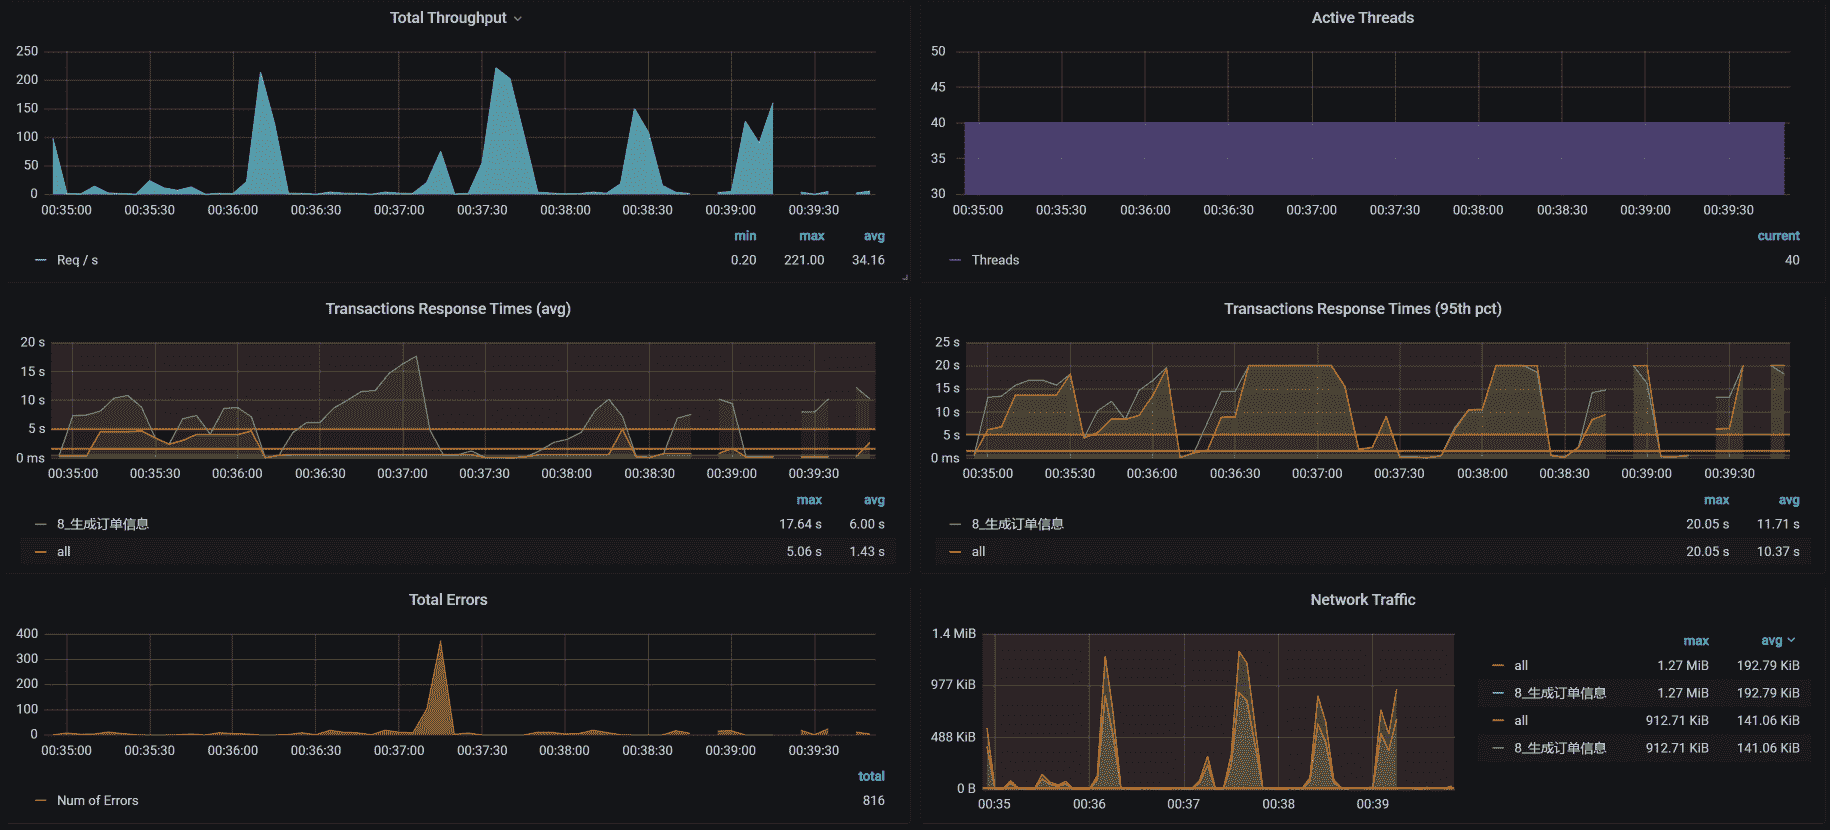 Total Throughput
250
200
150
100
50
0
00:35:00 00:35:30 00:36:00 00:36:30 00:37:00 00:37:30 00:38:00 00:38:30 00:39:00 00:39:30
min max avg
Req / s 0.20 221.00 34.16
Active Threads
50
45
40
35
30
00:35:00 00:35:30 00:36:00 00:36:30 00:37:00 00:37:30 00:38:00 00:38:30 00:39:00 00:39:30
current
Threads 40
Transactions Response Times (avg)
20 s
15 s
10 s
5 s
0 ms
00:35:00 00:35:30 00:36:00 00:36:30 00:37:00 00:37:30 00:38:00 00:38:30 00:39:00 00:39:30
max avg
8_生成订单信息 17.64 s 6.00 s
all 5.06 s 1.43 s
Transactions Response Times (95th pct)
25 s
20 s
15 s
10 s
5 s
0 ms
00:35:00 00:35:30 00:36:00 00:36:30 00:37:00 00:37:30 00:38:00 00:38:30 00:39:00 00:39:30
max avg
8_生成订单信息 20.05 s 11.71 s
all 20.05 s 10.37 s
Total Errors
400
300
200
100
0
00:35:00 00:35:30 00:36:00 00:36:30 00:37:00 00:37:30 00:38:00 00:38:30 00:39:00 00:39:30
total
Num of Errors 816
Network Traffic
1.4 MiB
977 KiB
488 KiB
0 B
00:35 00:36 00:37 00:38 00:39
max avg
all 1.27 MiB 192.79 KiB
8_生成订单信息 1.27 MiB 192.79 KiB
all 912.71 KiB 141.06 KiB
8_生成订单信息 912.71 KiB 141.06 KiB